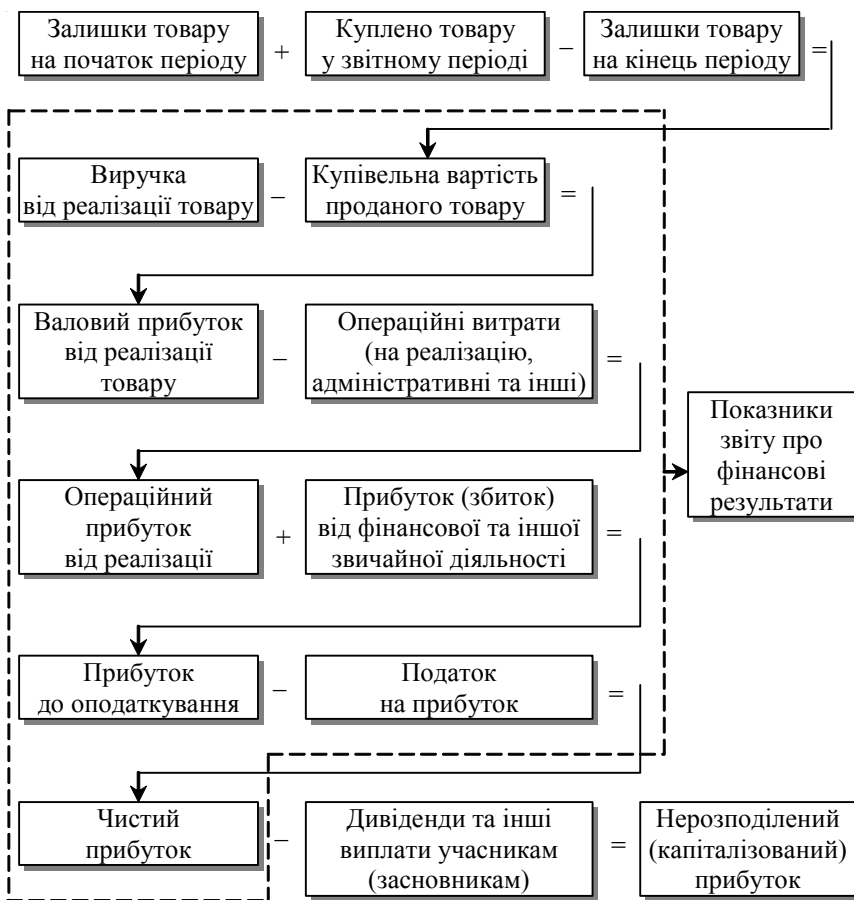 Залишки товару
на початок періоду
+
Куплено товару
у звітному періоді
–
Залишки товару
на кінець періоду
=
Виручка
від реалізації товару
–
Купівельна вартість
проданого товару
=
Валовий прибуток
від реалізації
товару
–
Операційні витрати
(на реалізацію,
адміністративні та інші)
=
Показники
звіту про
фінансові
результати
Операційний
прибуток
від реалізації
+
Прибуток (збиток)
від фінансової та іншої
звичайної діяльності
=
Прибуток
до оподаткування
–
Податок
на прибуток
=
Чистий
прибуток
–
Дивіденди та інші
виплати учасникам
(засновникам)
=
Нерозподілений
(капіталізований)
прибуток